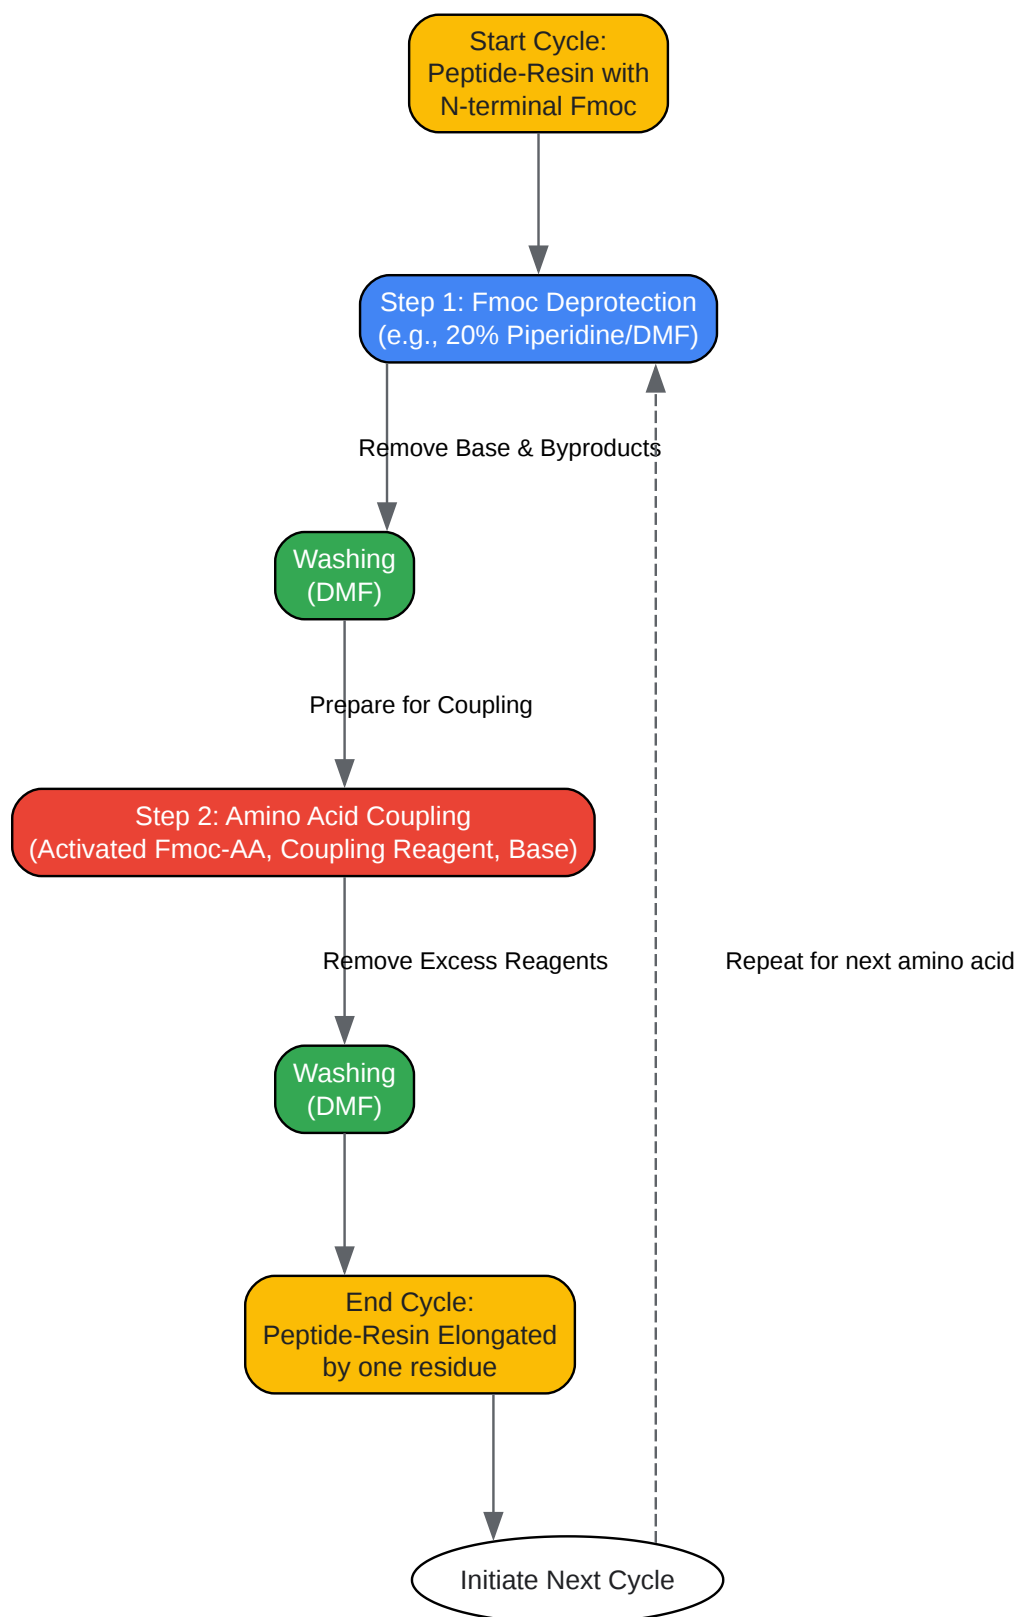 Start Cycle:
Peptide-Resin with
N-terminal Fmoc
Step 1: Fmoc Deprotection
(e.g., 20% Piperidine/DMF)
Remove Base & Byproducts
Washing
(DMF)
Prepare for Coupling
Step 2: Amino Acid Coupling
(Activated Fmoc-AA, Coupling Reagent, Base)
Remove Excess Reagents
Repeat for next amino acid
Washing
(DMF)
End Cycle:
Peptide-Resin Elongated
by one residue
Initiate Next Cycle